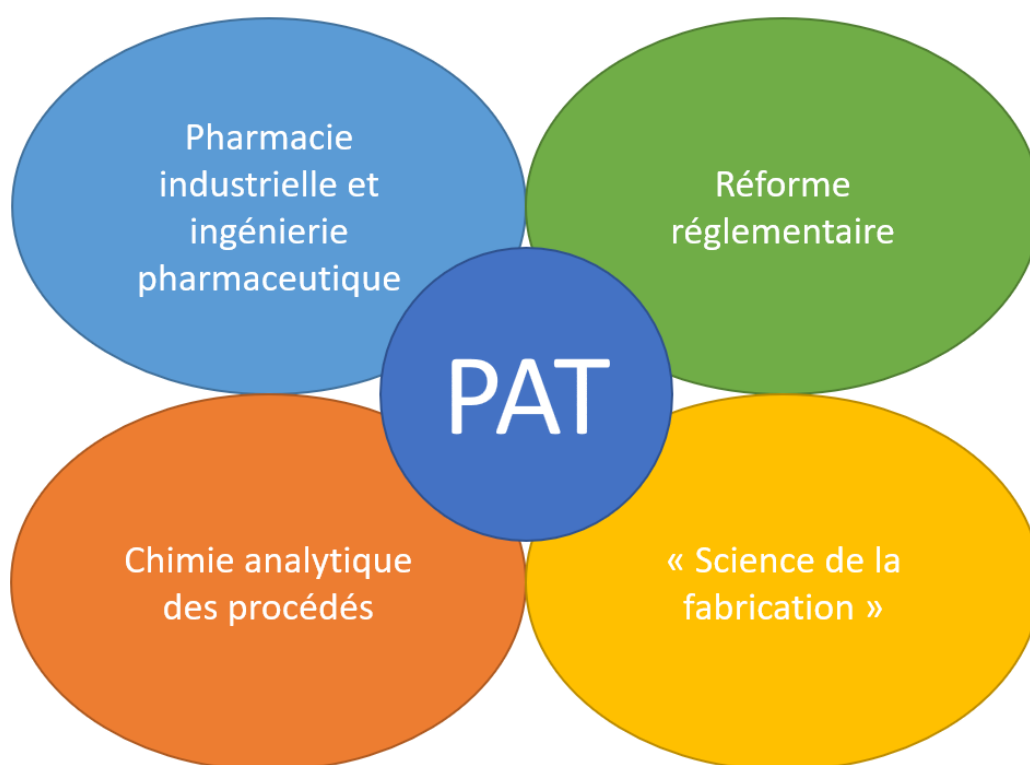 Pharmacie
industrielle et
ingénierie
pharmaceutique
Réforme
réglementaire
PAT
Chimie analytique
des procédés
« Science de la
fabrication »